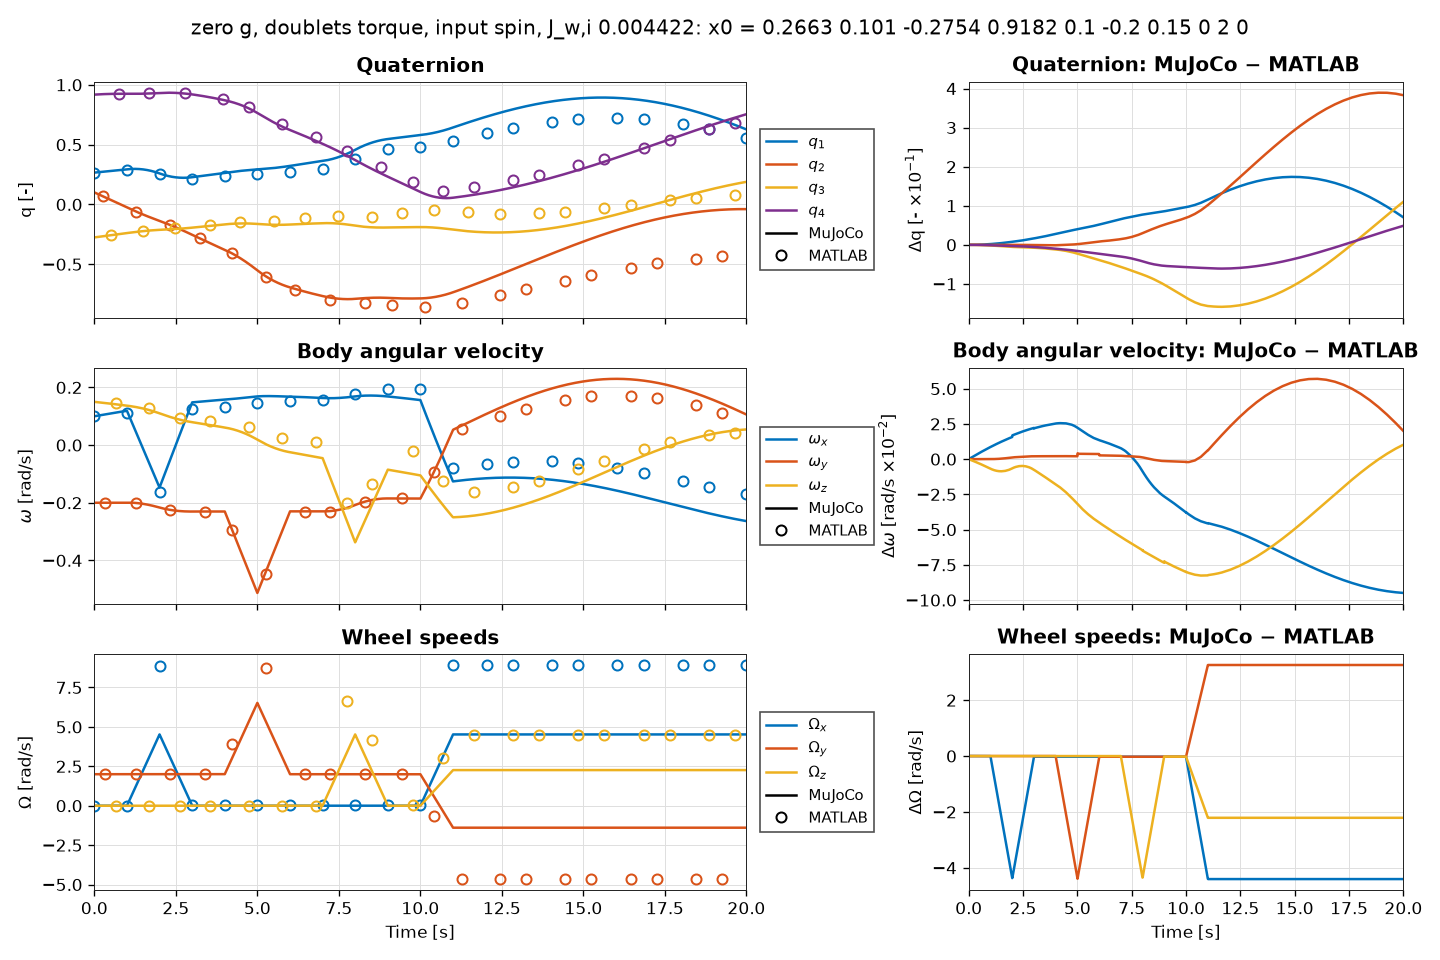 zero g, doublets torque, input spin, J_w,i 0.004422: x0 = 0.2663 0.101 -0.2754 0.9182 0.1 -0.2 0.15 0 2 0
Quaternion
q [-]
1.0
0.5
0.0
−0.5
q₁
q₂
q₃
q₄
MuJoCo
MATLAB
Quaternion: MuJoCo − MATLAB
Δq [- ×10⁻¹]
4
3
2
1
0
−1
Body angular velocity
ω [rad/s]
0.2
0.0
−0.2
−0.4
ωₓ
ω_y
ω_z
MuJoCo
MATLAB
Body angular velocity: MuJoCo − MATLAB
Δω [rad/s ×10⁻²]
5.0
2.5
0.0
−2.5
−5.0
−7.5
−10.0
Wheel speeds
Ω [rad/s]
7.5
5.0
2.5
0.0
−2.5
−5.0
0.0 2.5 5.0 7.5 10.0 12.5 15.0 17.5 20.0
Time [s]
Ωₓ
Ω_y
Ω_z
MuJoCo
MATLAB
Wheel speeds: MuJoCo − MATLAB
ΔΩ [rad/s]
2
0
−2
−4
0.0 2.5 5.0 7.5 10.0 12.5 15.0 17.5 20.0
Time [s]